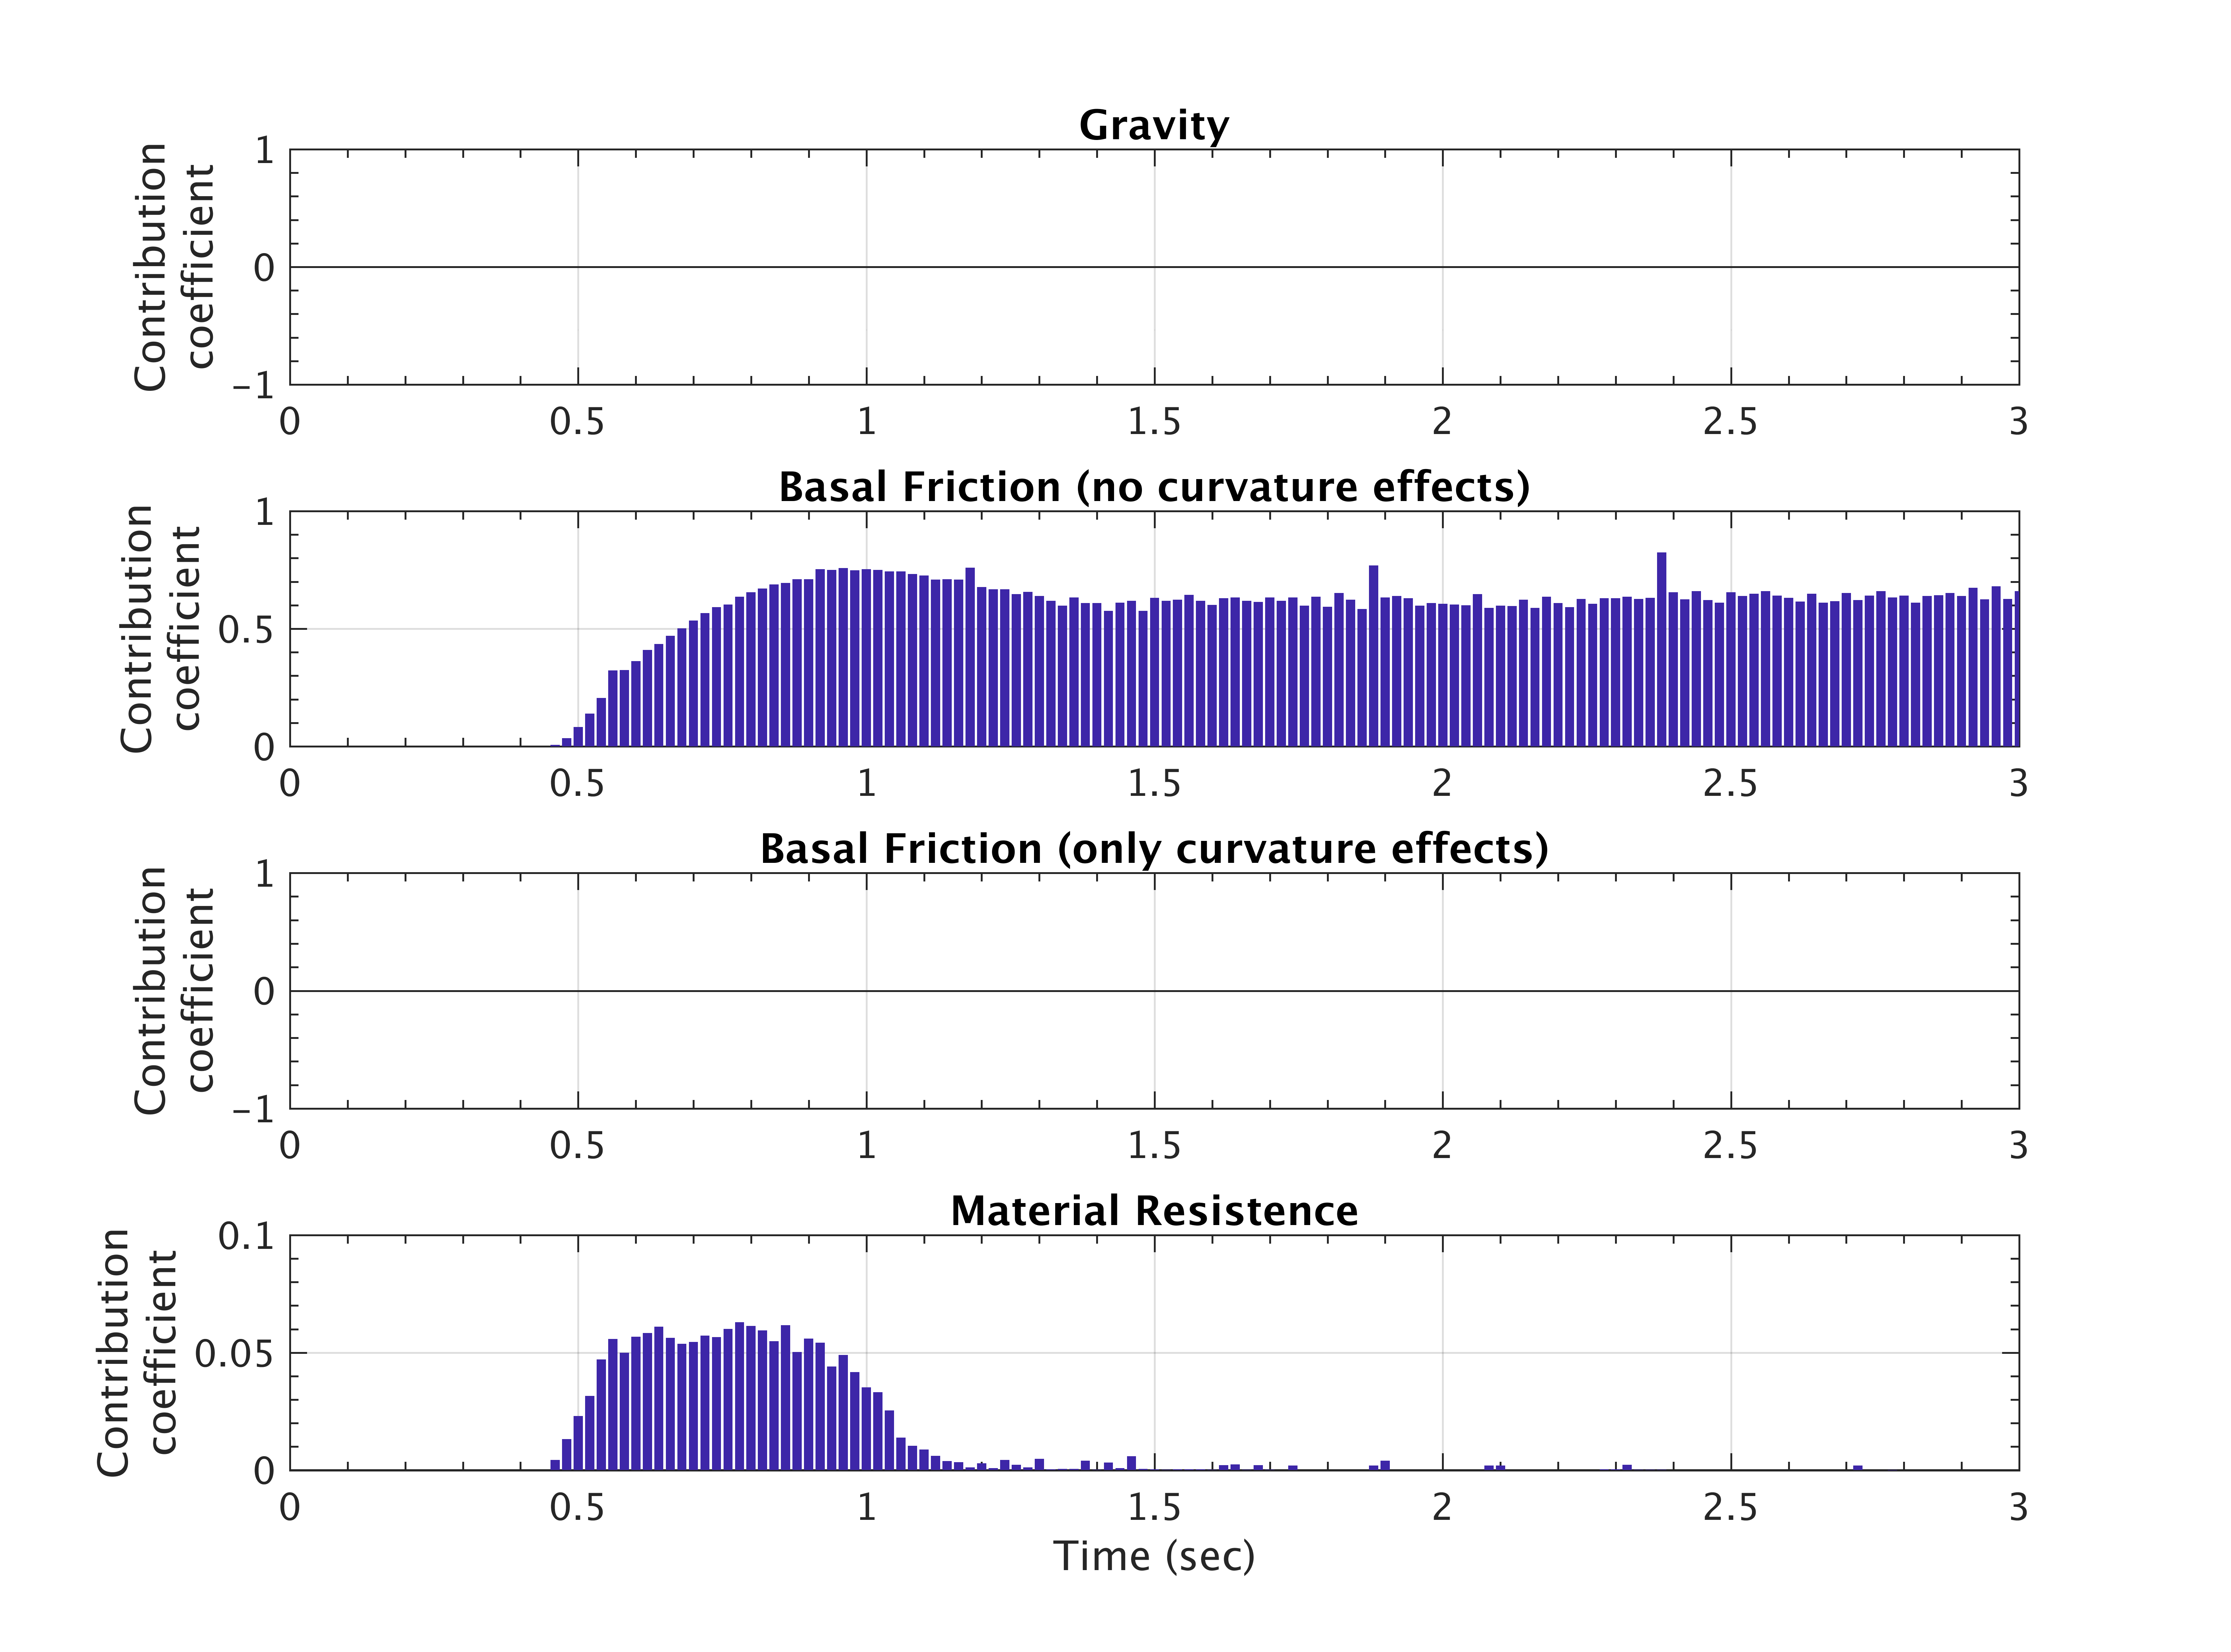 Gravity
Contribution
coefficient
1
0
−1
0 0.5 1 1.5 2 2.5 3
Basal Friction (no curvature effects)
Contribution
coefficient
1
0.5
0
0 0.5 1 1.5 2 2.5 3
Basal Friction (only curvature effects)
Contribution
coefficient
1
0
−1
0 0.5 1 1.5 2 2.5 3
Material Resistence
Contribution
coefficient
0.1
0.05
0
0 0.5 1 1.5 2 2.5 3
Time (sec)